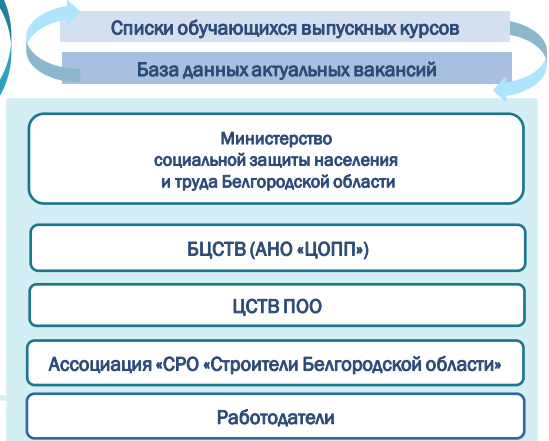 Списки обучающихся выпускных курсов
База данных актуальных вакансий
Министерство
социальной защиты населения
и труда Белгородской области
БЦСТВ (АНО «ЦОПП»)
ЦСТВ ПОО
Ассоциация «СРО «Строители Белгородской области»
Работодатели